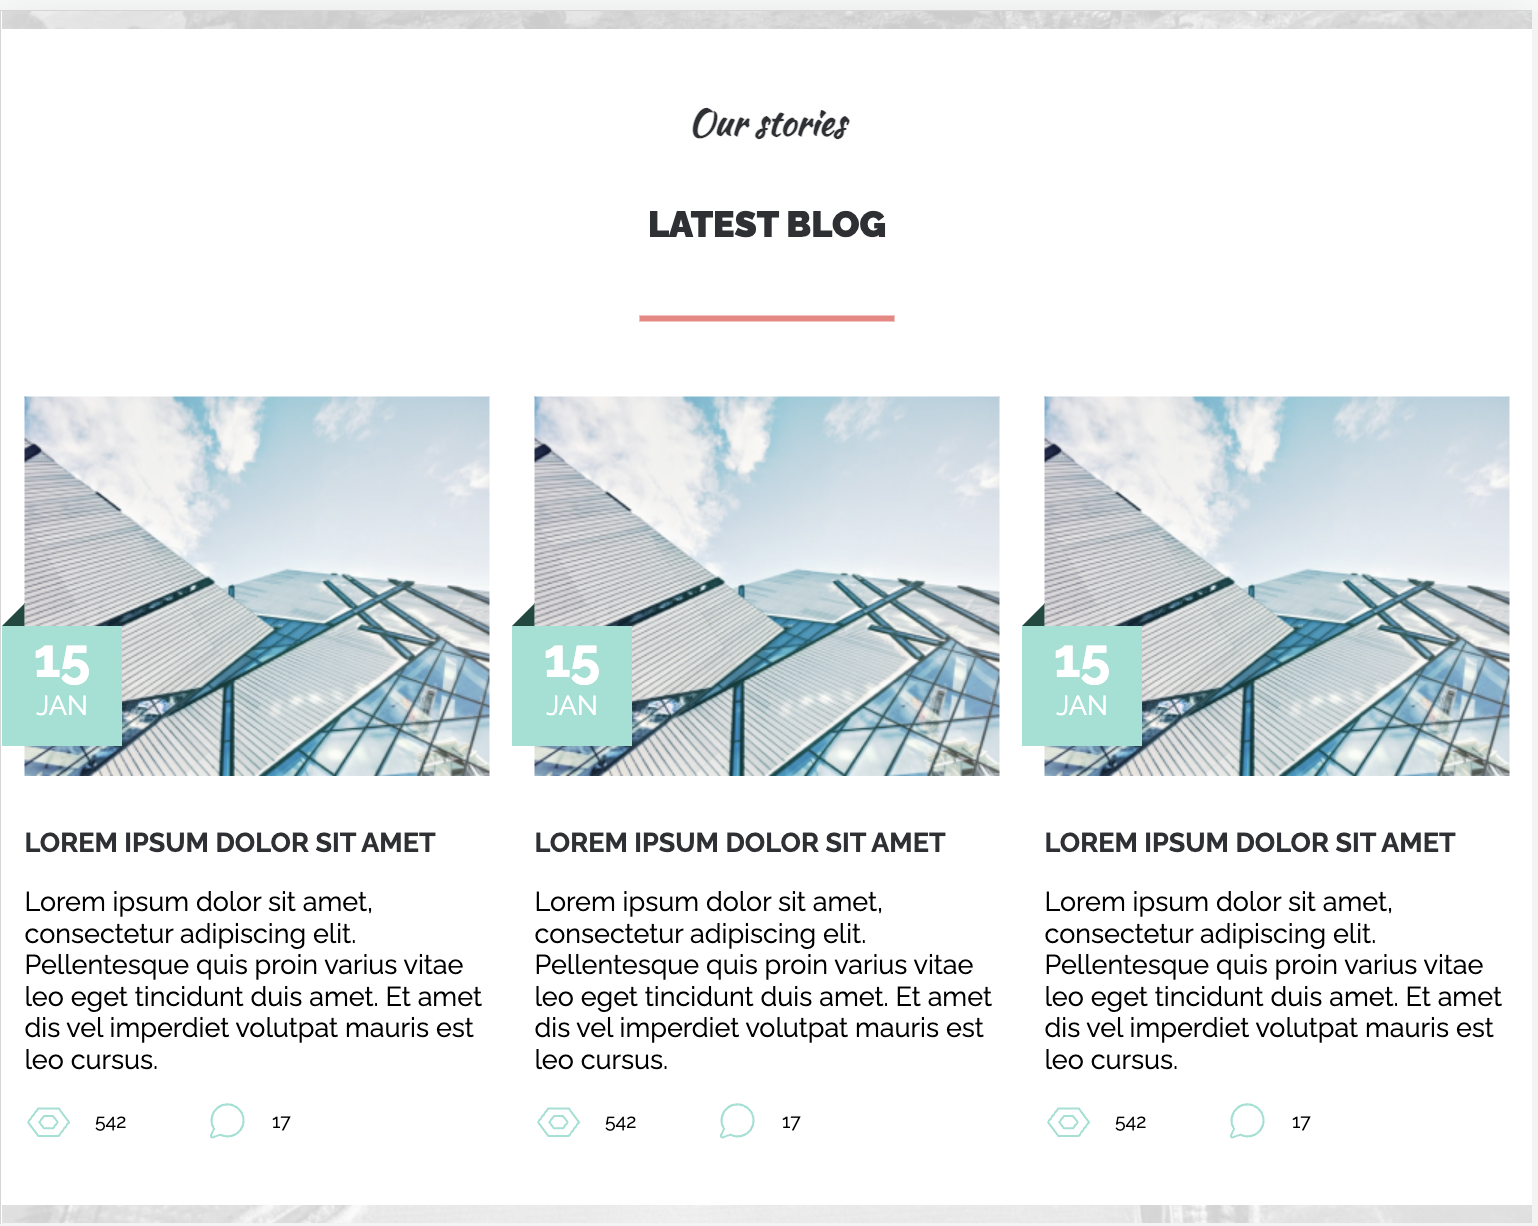 Our stories
LATEST BLOG
15
JAN
15
JAN
15
JAN
LOREM IPSUM DOLOR SIT AMET
Lorem ipsum dolor sit amet,
consectetur adipiscing elit.
Pellentesque quis proin varius vitae
leo eget tincidunt duis amet. Et amet
dis vel imperdiet volutpat mauris est
leo cursus.
542 17
LOREM IPSUM DOLOR SIT AMET
Lorem ipsum dolor sit amet,
consectetur adipiscing elit.
Pellentesque quis proin varius vitae
leo eget tincidunt duis amet. Et amet
dis vel imperdiet volutpat mauris est
leo cursus.
542 17
LOREM IPSUM DOLOR SIT AMET
Lorem ipsum dolor sit amet,
consectetur adipiscing elit.
Pellentesque quis proin varius vitae
leo eget tincidunt duis amet. Et amet
dis vel imperdiet volutpat mauris est
leo cursus.
542 17